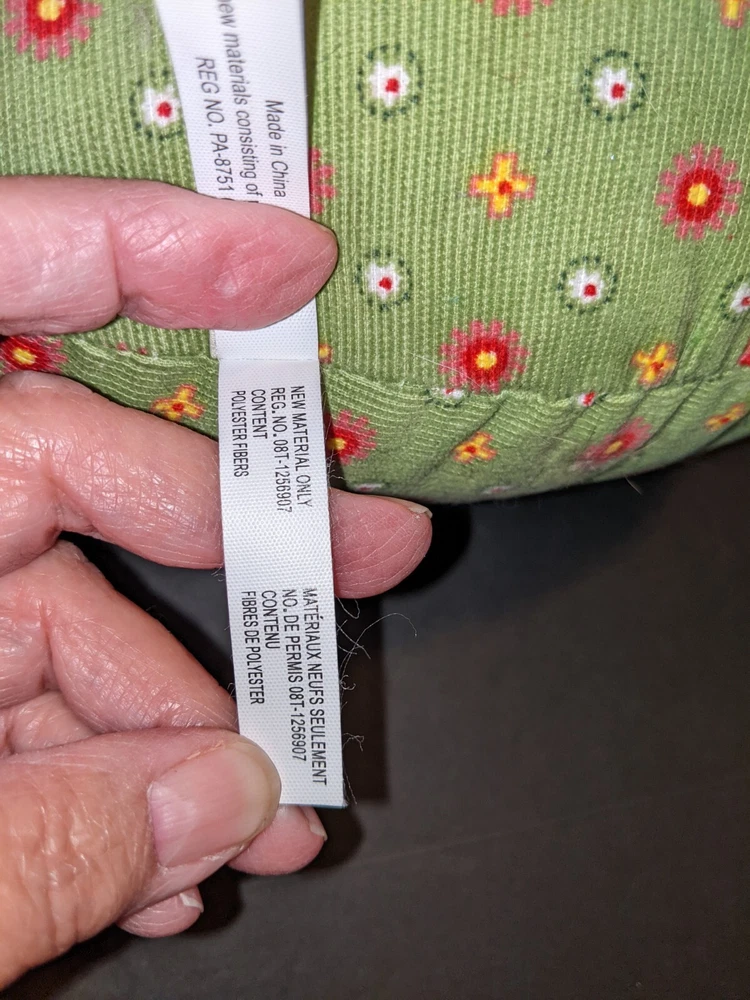 Made in China
new materials consisting of
REG NO. PA-8751
NEW MATERIAL ONLY
REG. NO. 08T-1256907
CONTENT
POLYESTER FIBERS
MATÉRIAUX NEUFS SEULEMENT
NO. DE PERMIS 08T-1256907
CONTENU
FIBRES DE POLYESTER